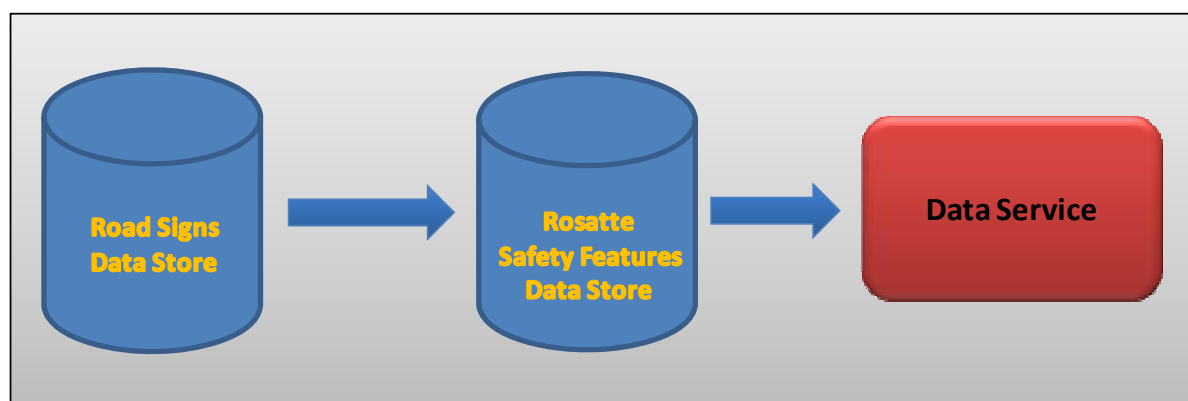 Road Signs
Data Store
Rosatte
Safety Features
Data Store
Data Service